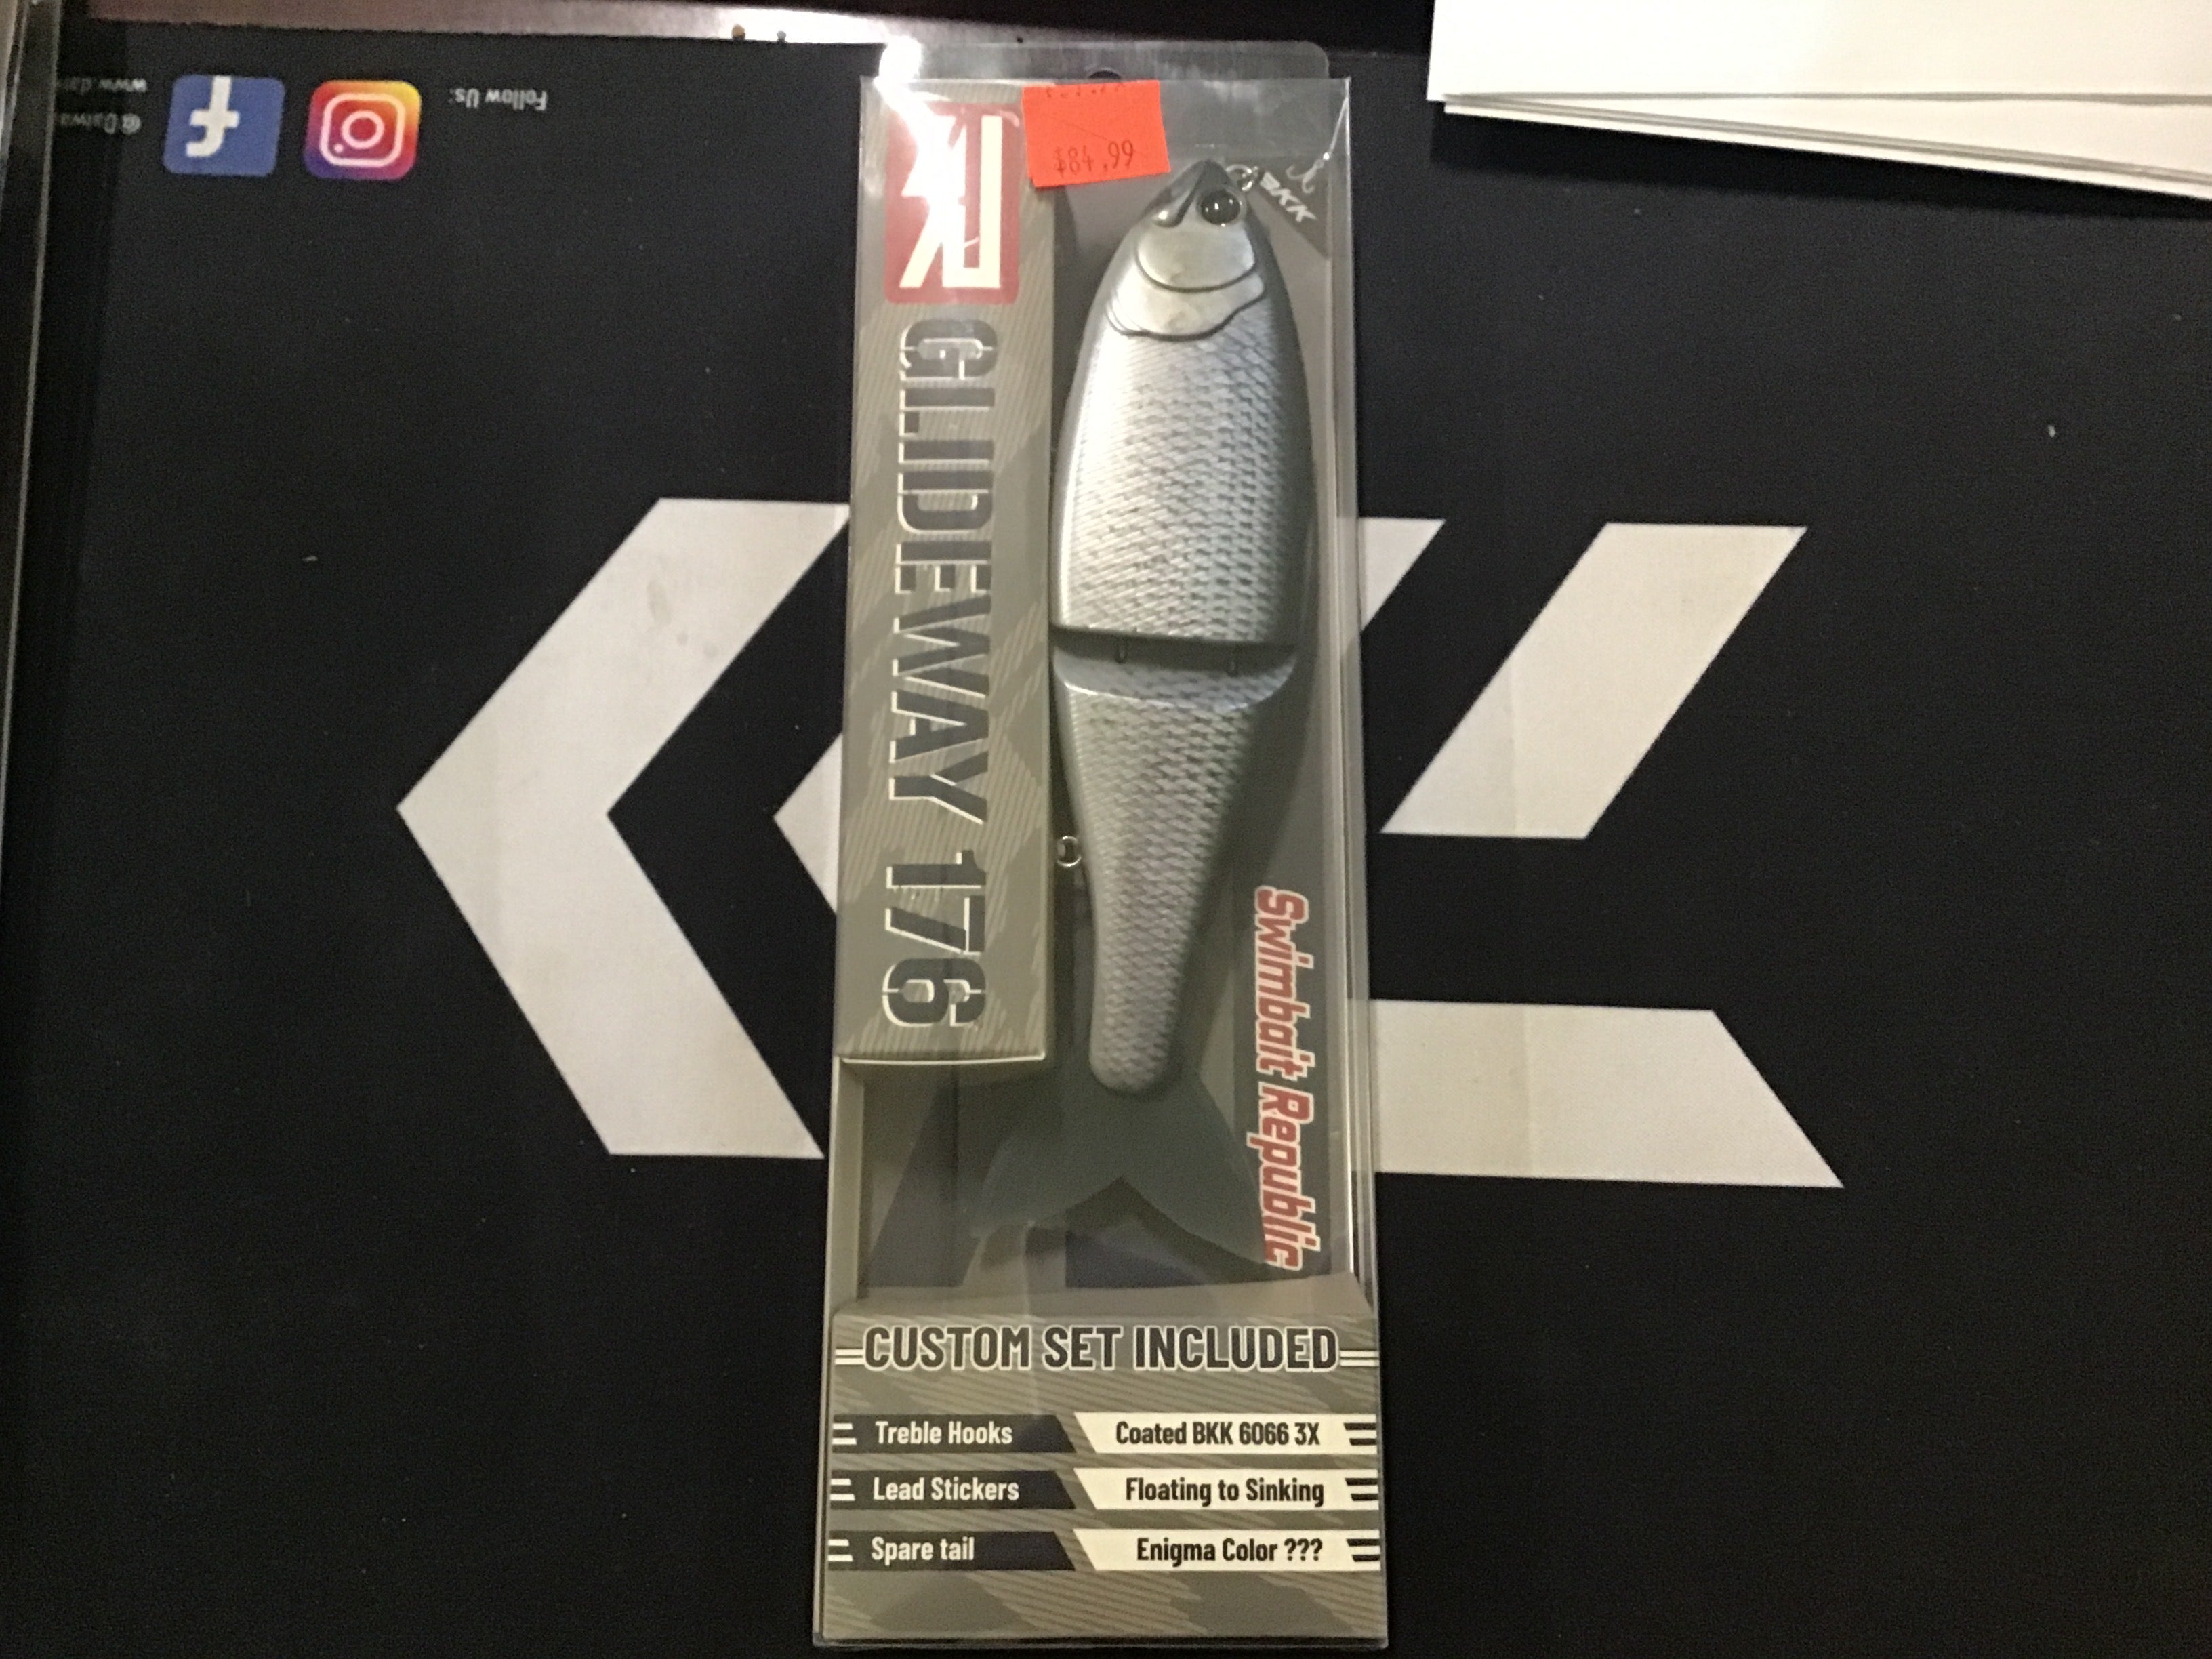 Follow Us:
$84.99
BKK
GLIDEWAY 176
Swimbait Republic
CUSTOM SET INCLUDED
Treble Hooks Coated BKK 6066 3X
Lead Stickers Floating to Sinking
Spare tail Enigma Color ???